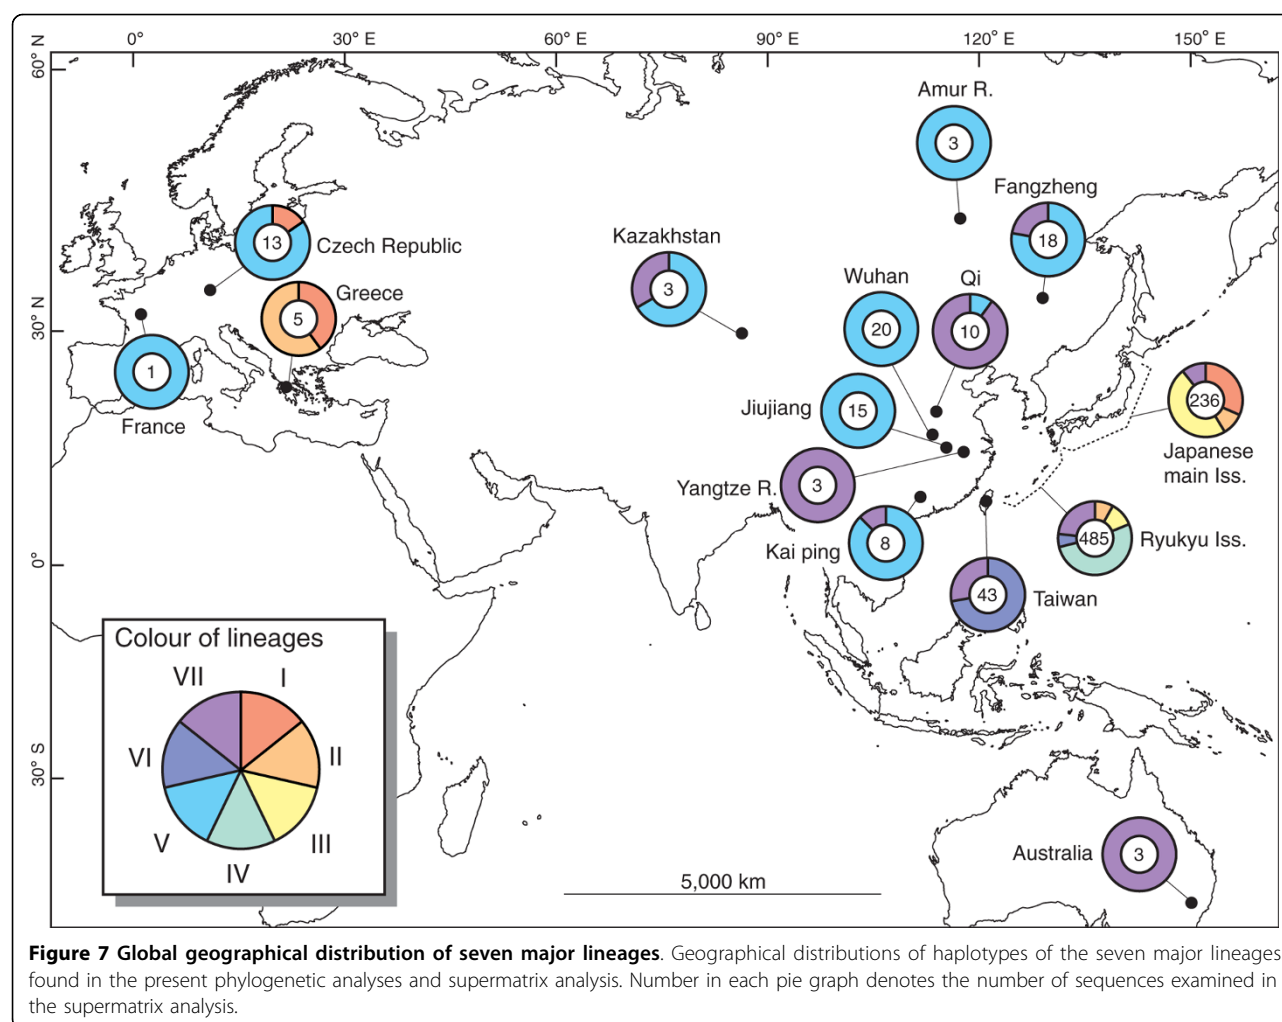 0° 30° E 60° E 90° E 120° E 150° E
60° N
30° N
0°
30° S
Amur R.
3
Fangzheng
18
Czech Republic
13
Kazakhstan
3
Greece
5
Wuhan
20
Qi
10
France
1
Jiujiang
15
236
Japanese
main Iss.
Yangtze R.
3
Kai ping
8
485
Ryukyu Iss.
43
Taiwan
Colour of lineages
VII I
VI II
V III
IV
Australia
3
5,000 km
Figure 7 Global geographical distribution of seven major lineages. Geographical distributions of haplotypes of the seven major lineages
found in the present phylogenetic analyses and supermatrix analysis. Number in each pie graph denotes the number of sequences examined in
the supermatrix analysis.